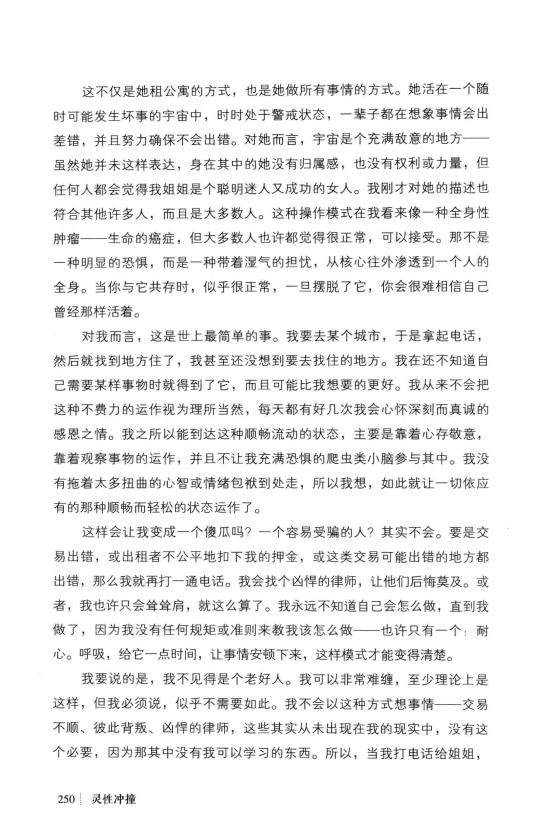 这不仅是她租公寓的方式，也是她做所有事情的方式。她活在一个随
时可能发生坏事的宇宙中，时时处于警戒状态，一辈子都在想象事情会出
差错，并且努力确保不会出错。对她而言，宇宙是个充满敌意的地方——
虽然她并未这样表达，身在其中的她没有归属感，也没有权利或力量，但
任何人都会觉得我姐姐是个聪明迷人又成功的女人。我刚才对她的描述也
符合其他许多人，而且是大多数人。这种操作模式在我看来像一种全身性
肿瘤——生命的癌症，但大多数人也许都觉得很正常，可以接受。那不是
一种明显的恐惧，而是一种带着湿气的担忧，从核心往外渗透到一个人的
全身。当你与它共存时，似乎很正常，一旦摆脱了它，你会很难相信自己
曾经那样活着。
对我而言，这是世上最简单的事。我要去某个城市，于是拿起电话，
然后就找到地方住了，我甚至还没想到要去找住的地方。我在还不知道自
己需要某样事物时就得到了它，而且可能比我想要的更好。我从来不会把
这种不费力的运作视为理所当然，每天都有好几次我会心怀深刻而真诚的
感恩之情。我之所以能到达这种顺畅流动的状态，主要是靠着心存敬意，
靠着观察事物的运作，并且不让我充满恐惧的爬虫类小脑参与其中。我没
有拖着太多扭曲的心智或情绪包袱到处走，所以我想，如此就让一切依应
有的那种顺畅而轻松的状态运作了。
这样会让我变成一个傻瓜吗？一个容易受骗的人？其实不会。要是交
易出错，或出租者不公平地扣下我的押金，或这类交易可能出错的地方都
出错，那么我就再打一通电话。我会找个凶悍的律师，让他们后悔莫及。或
者，我也许只会耸耸肩，就这么算了。我永远不知道自己会怎么做，直到我
做了，因为我没有任何规矩或准则来教我该怎么做——也许只有一个：耐
心。呼吸，给它一点时间，让事情安顿下来，这样模式才能变得清楚。
我要说的是，我不见得是个老好人。我可以非常难缠，至少理论上是
这样，但我必须说，似乎不需要如此。我不会以这种方式想事情——交易
不顺、彼此背叛、凶悍的律师，这些其实从未出现在我的现实中，没有这
个必要，因为那其中没有我可以学习的东西。所以，当我打电话给姐姐，
250 灵性冲撞